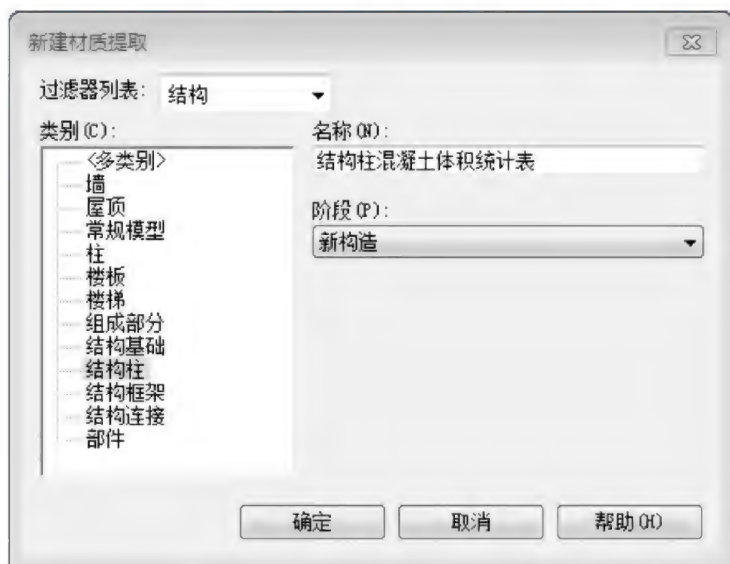 新建材质提取
过滤器列表: 结构
类别(C):
<多类别>
墙
屋顶
常规模型
柱
楼板
楼梯
组成部分
结构基础
结构柱
结构框架
结构连接
部件
名称(N):
结构柱混凝土体积统计表
阶段(P):
新构造
确定 取消 帮助(H)